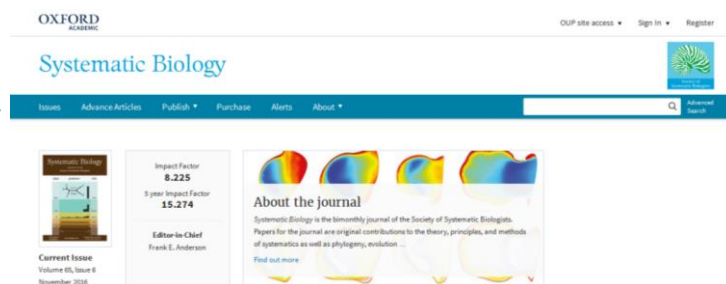 OXFORD
ACADEMIC
OUP site access ▼ Sign In ▼ Register
Systematic Biology
Issues Advance Articles Publish ▼ Purchase Alerts About ▼
Advanced
Search
Systematic Biology
Impact Factor
8.225
5 year Impact Factor
15.274
Editor-in-Chief
Frank E. Anderson
About the journal
Systematic Biology is the bimonthly journal of the Society of Systematic Biologists.
Papers for the journal are original contributions to the theory, principles, and methods
of systematics as well as phylogeny, evolution ...
Find out more
Current Issue
Volume 65, Issue 6
November 2016